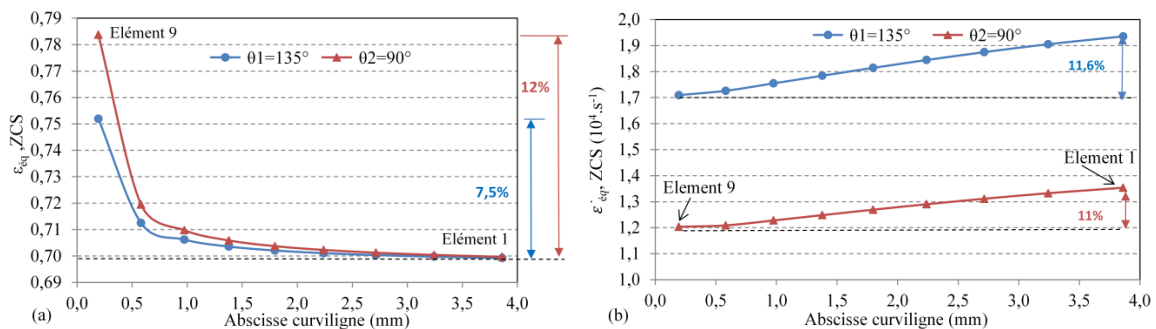 0,79
0,78
0,77
0,76
0,75
0,74
0,73
0,72
0,71
0,70
0,69
εéq,ZCS
Elément 9
θ1=135° θ2=90°
12%
7,5%
Elément 1
0,0 0,5 1,0 1,5 2,0 2,5 3,0 3,5 4,0
(a) Abscisse curviligne (mm)
2,0
1,9
1,8
1,7
1,6
1,5
1,4
1,3
1,2
1,1
1,0
ε˙éq, ZCS (10⁴.s⁻¹)
θ1=135° θ2=90°
11,6%
Element 1
Element 9
11%
0,0 0,5 1,0 1,5 2,0 2,5 3,0 3,5 4,0
(b) Abscisse curviligne (mm)